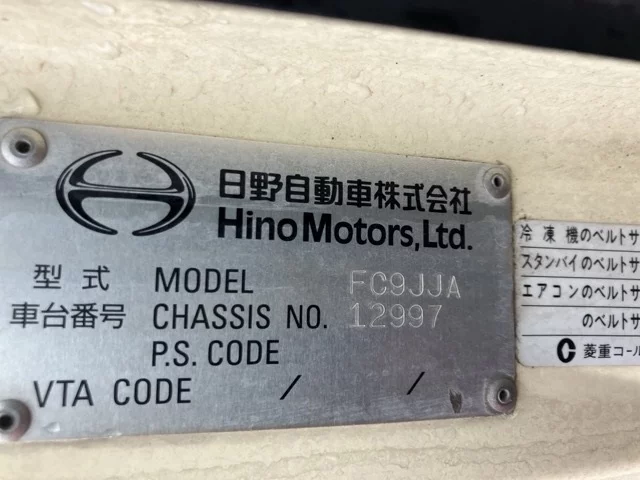 日野自動車株式会社
Hino Motors, Ltd.
型式 MODEL FC9JJA
車台番号 CHASSIS NO. 12997
P.S. CODE
VTA CODE / /
冷凍機のベルトサ
スタンバイのベルトサ
エアコンのベルトサ
のベルトサ
菱重コール